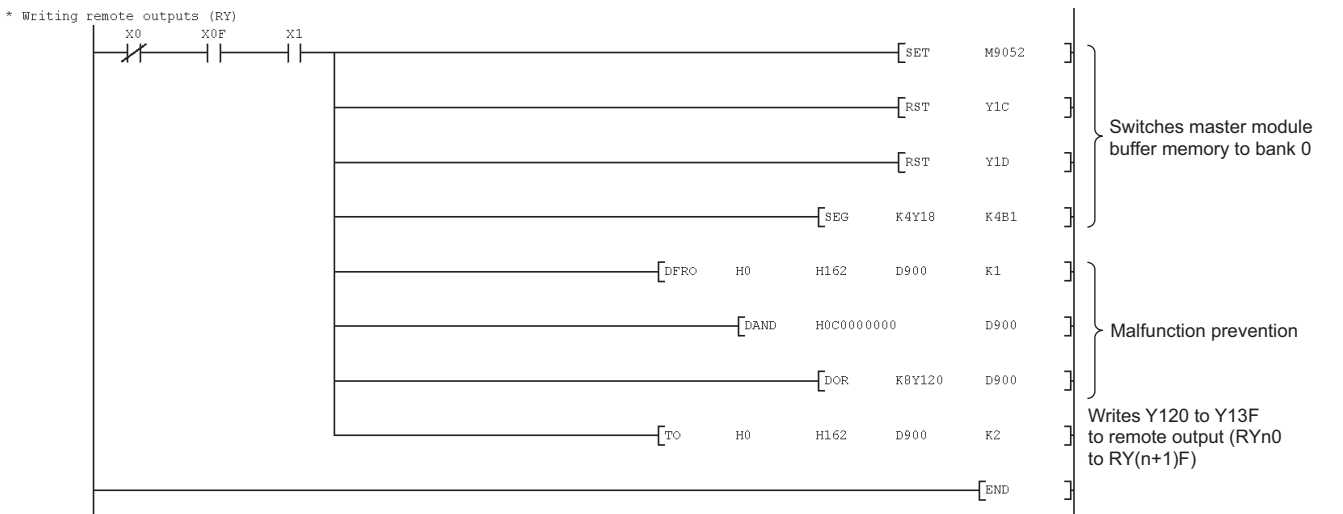 * Writing remote outputs (RY)
X0 X0F X1
SET M9052
RST Y1C
Switches master module
buffer memory to bank 0
RST Y1D
SEG K4Y18 K4B1
DFRO H0 H162 D900 K1
DAND H0C0000000 D900
Malfunction prevention
DOR K8Y120 D900
TO H0 H162 D900 K2
Writes Y120 to Y13F
to remote output (RYn0
to RY(n+1)F)
END